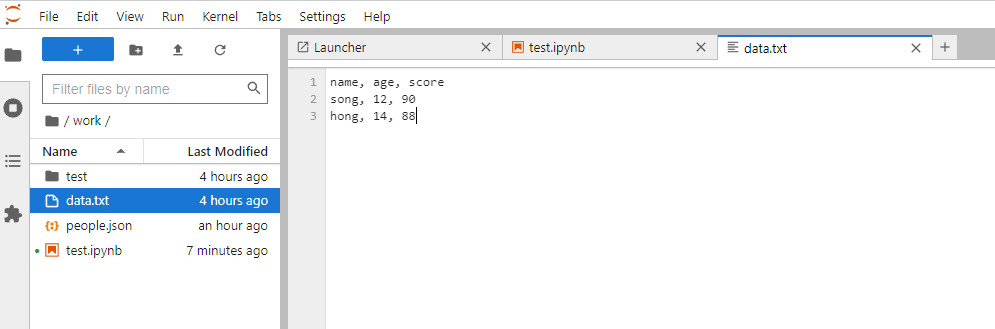 File Edit View Run Kernel Tabs Settings Help
+
Filter files by name
/ work /
Name Last Modified
test 4 hours ago
data.txt 4 hours ago
people.json an hour ago
test.ipynb 7 minutes ago
Launcher test.ipynb data.txt +
1 name, age, score
2 song, 12, 90
3 hong, 14, 88